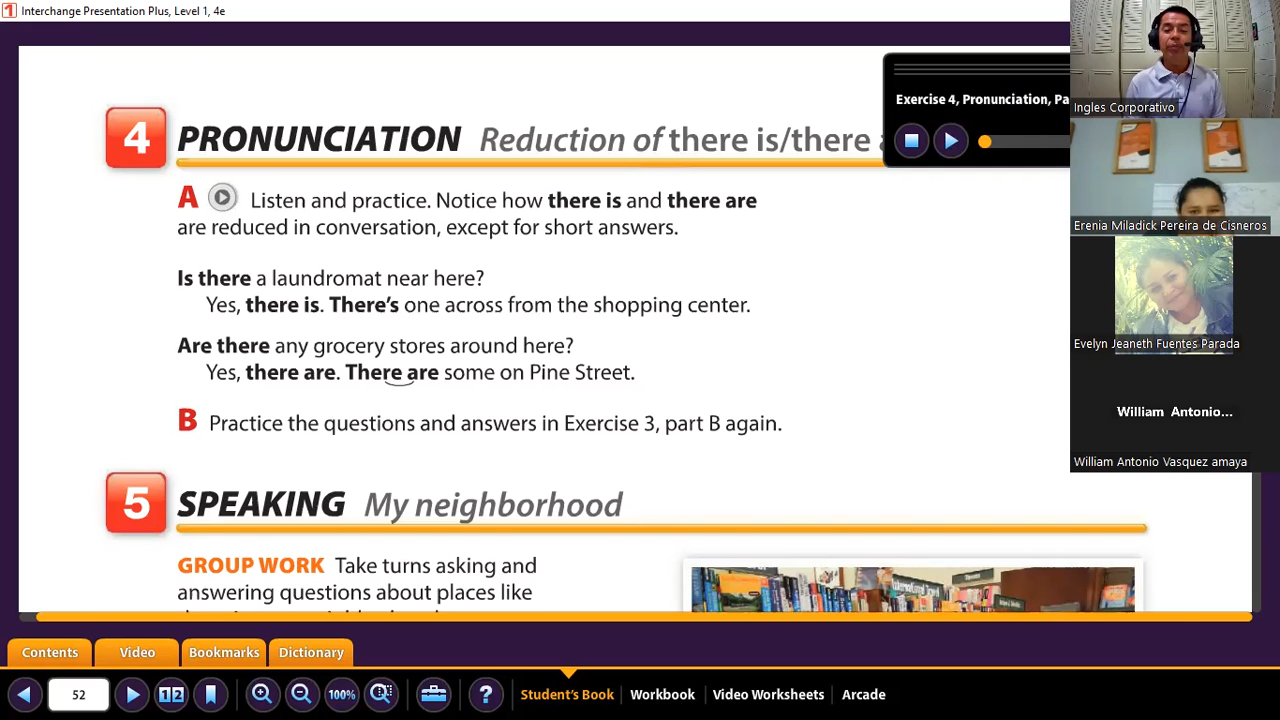 Interchange Presentation Plus, Level 1, 4e
Exercise 4, Pronunciation, Pa
4 PRONUNCIATION Reduction of there is/there a
A Listen and practice. Notice how there is and there are
are reduced in conversation, except for short answers.
Is there a laundromat near here?
Yes, there is. There's one across from the shopping center.
Are there any grocery stores around here?
Yes, there are. There are some on Pine Street.
B Practice the questions and answers in Exercise 3, part B again.
5 SPEAKING My neighborhood
GROUP WORK Take turns asking and
answering questions about places like
Ingles Corporativo
Erenia Miladick Pereira de Cisneros
Evelyn Jeaneth Fuentes Parada
William Antonio...
William Antonio Vasquez amaya
Contents Video Bookmarks Dictionary
52 12 100% ? Student's Book Workbook Video Worksheets Arcade